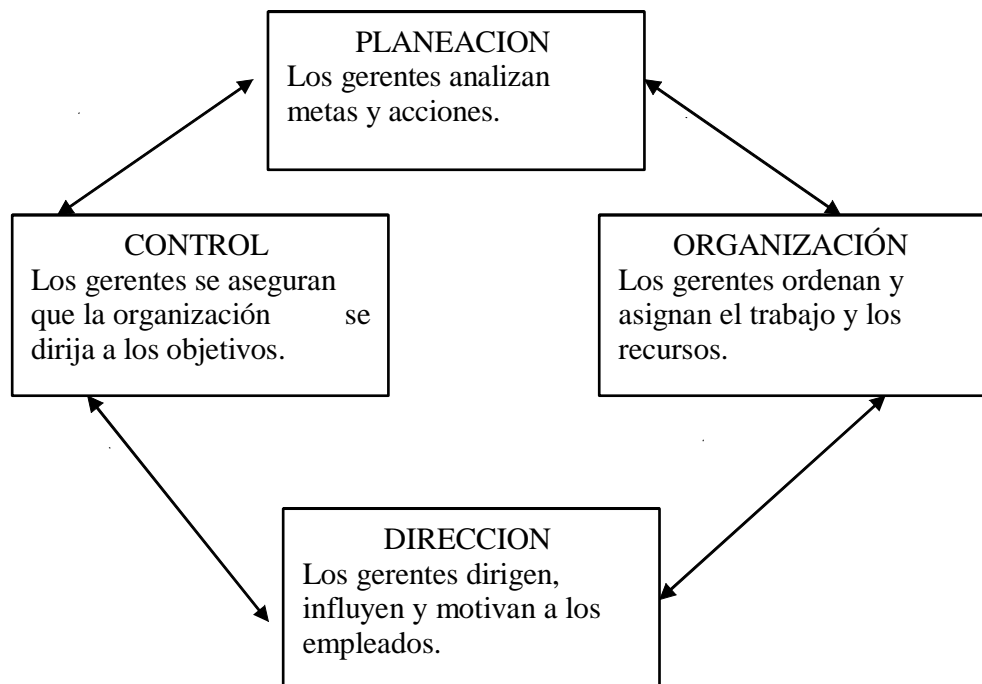 PLANEACION
Los gerentes analizan
metas y acciones.
CONTROL
Los gerentes se aseguran
que la organización se
dirija a los objetivos.
ORGANIZACIÓN
Los gerentes ordenan y
asignan el trabajo y los
recursos.
DIRECCION
Los gerentes dirigen,
influyen y motivan a los
empleados.